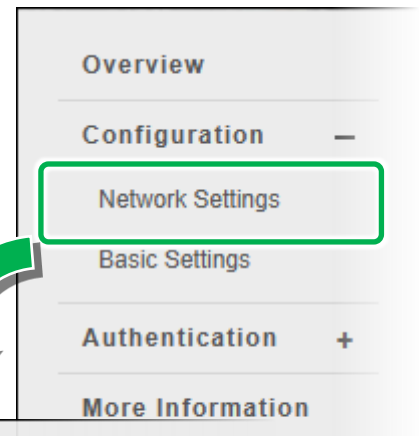 Overview
Configuration −
Network Settings
Basic Settings
Authentication +
More Information